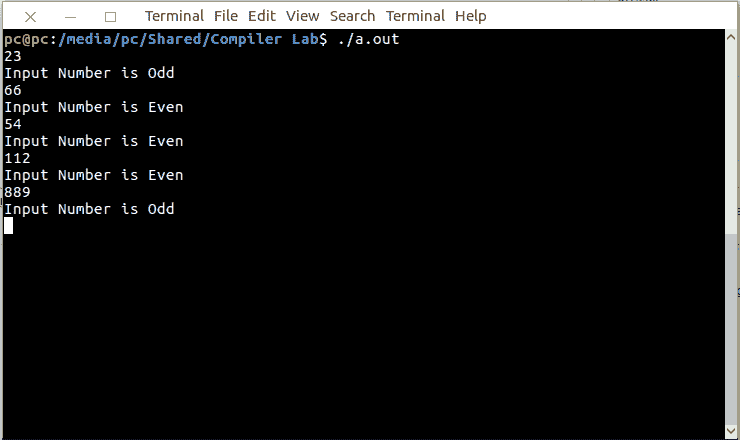 Terminal File Edit View Search Terminal Help
pc@pc:/media/pc/Shared/Compiler Lab$ ./a.out
23
Input Number is Odd
66
Input Number is Even
54
Input Number is Even
112
Input Number is Even
889
Input Number is Odd